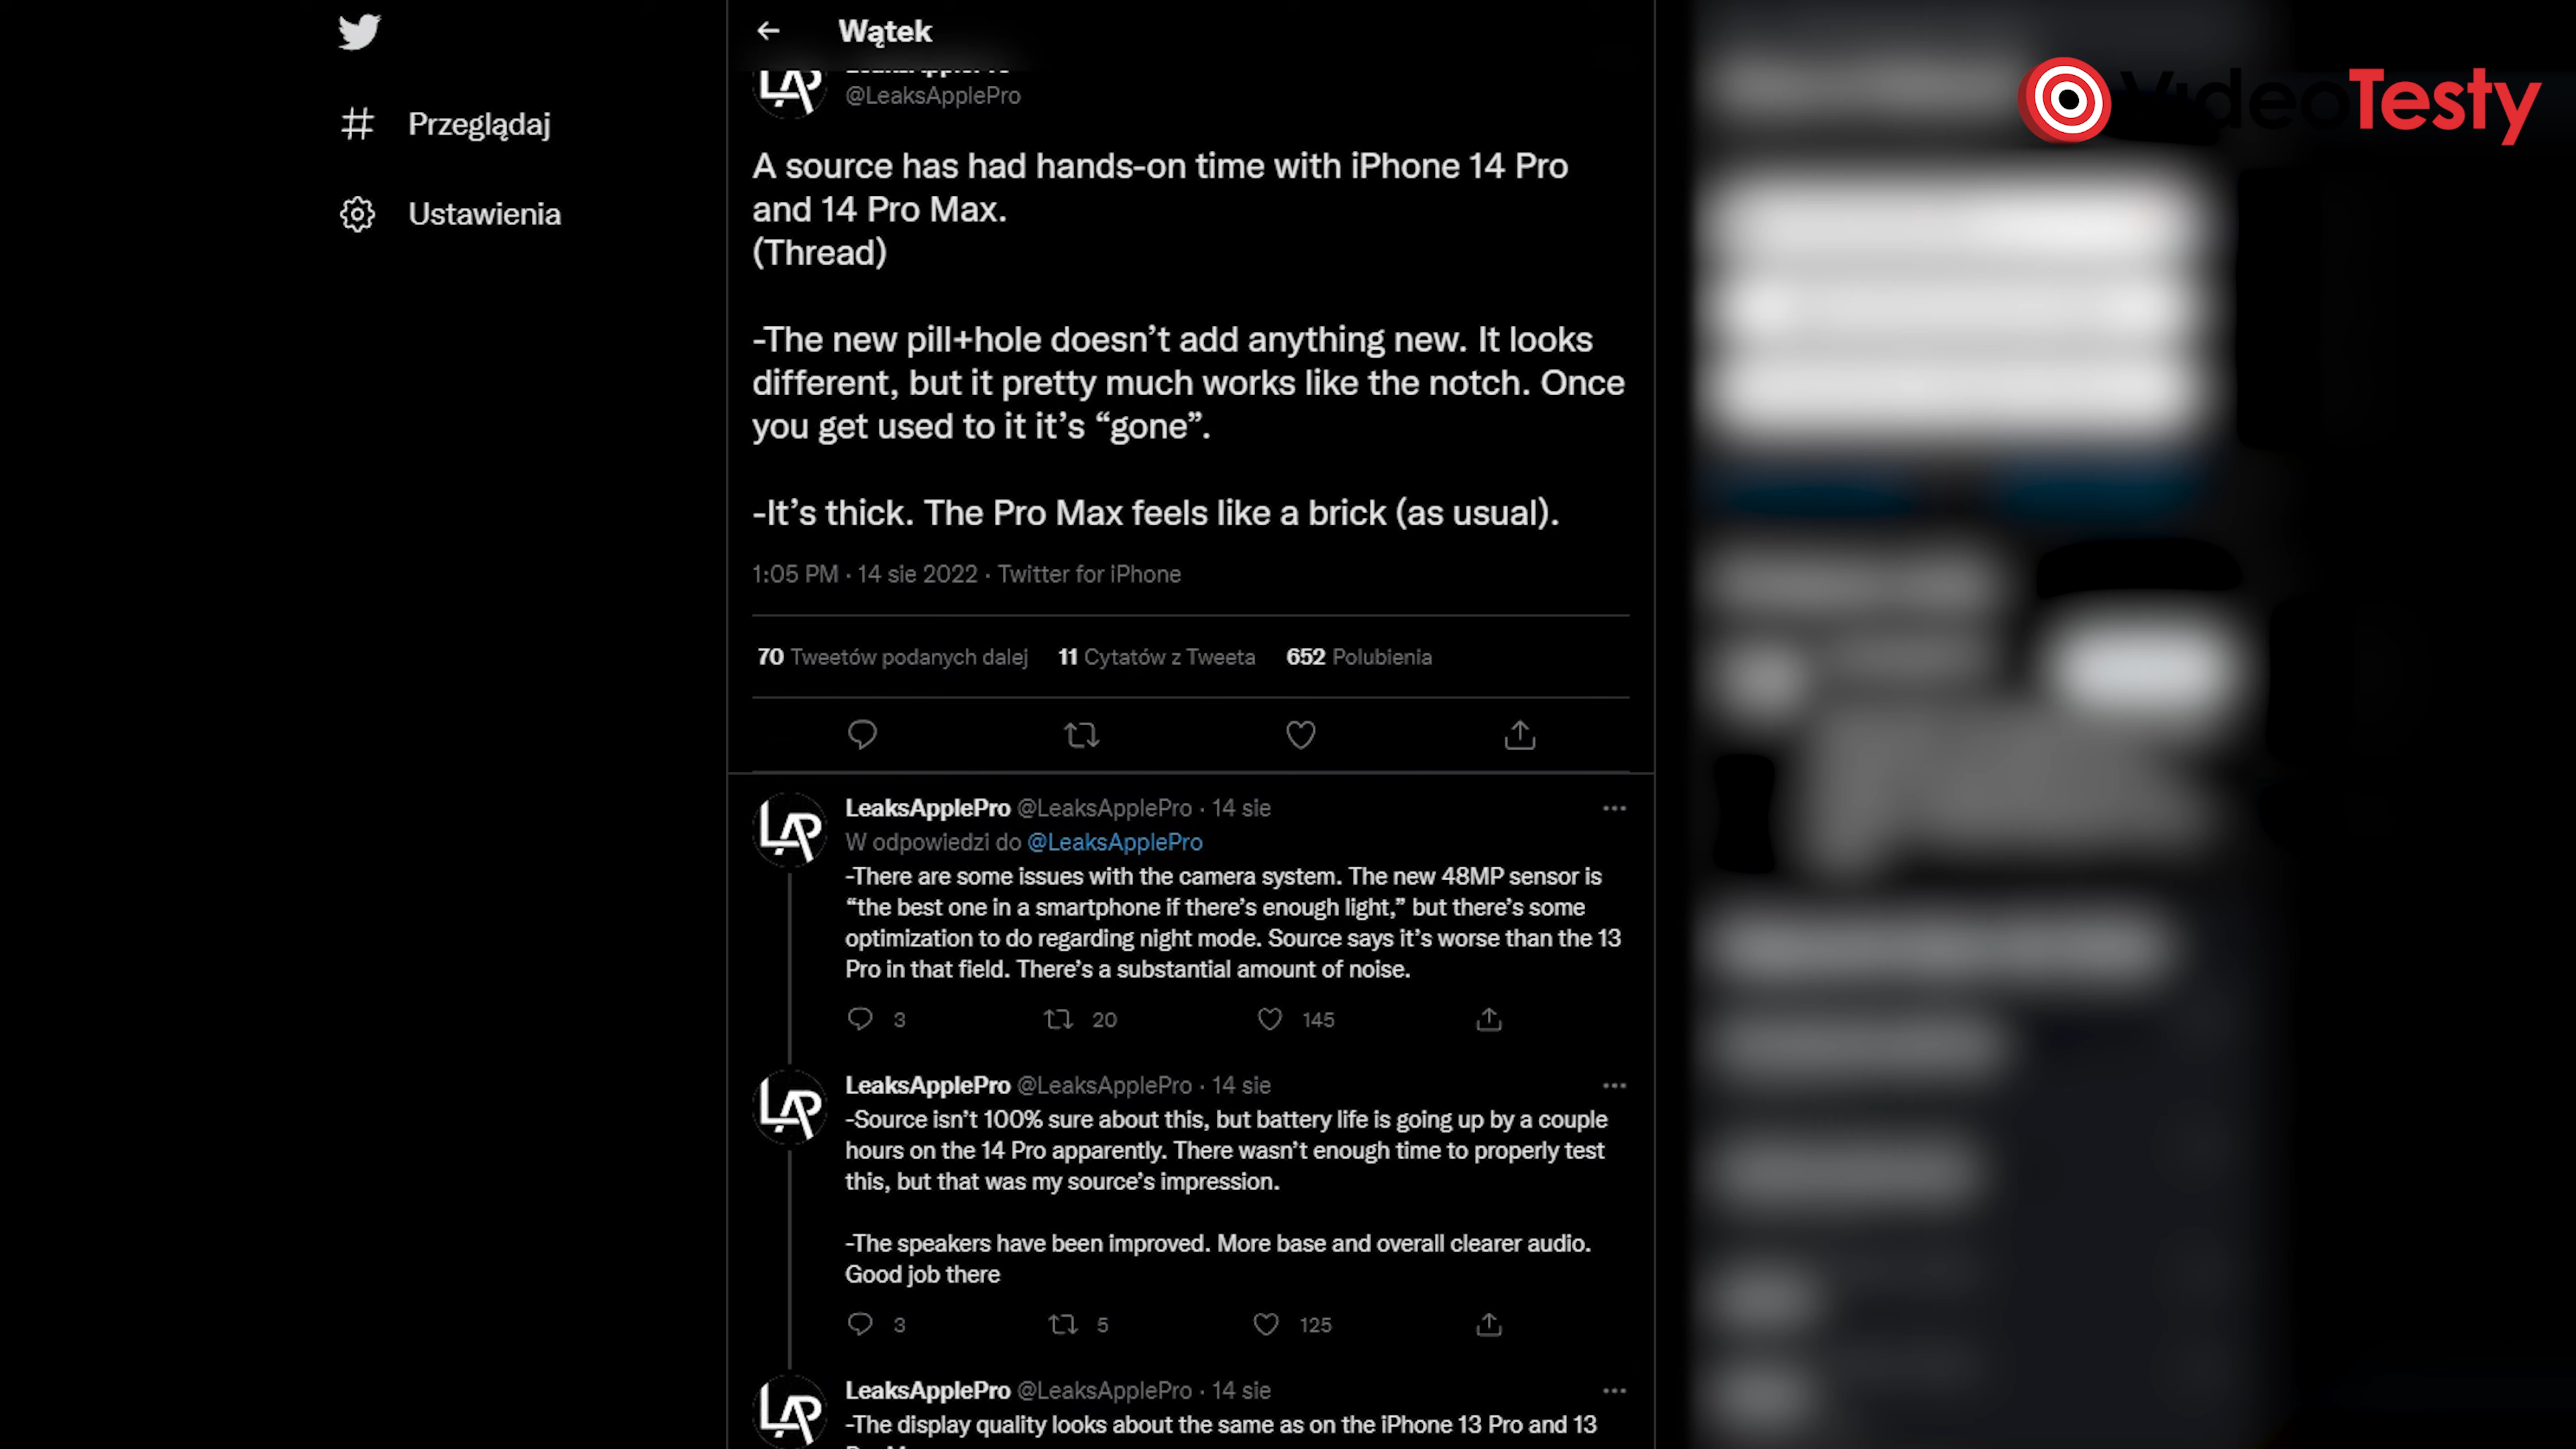 Wątek
@LeaksApplePro
Przeglądaj
Ustawienia
VideoTesty
A source has had hands-on time with iPhone 14 Pro
and 14 Pro Max.
(Thread)
-The new pill+hole doesn’t add anything new. It looks
different, but it pretty much works like the notch. Once
you get used to it it’s “gone”.
-It’s thick. The Pro Max feels like a brick (as usual).
1:05 PM · 14 sie 2022 · Twitter for iPhone
70 Tweetów podanych dalej 11 Cytatów z Tweeta 652 Polubienia
LAP LeaksApplePro @LeaksApplePro · 14 sie
W odpowiedzi do @LeaksApplePro
-There are some issues with the camera system. The new 48MP sensor is
“the best one in a smartphone if there’s enough light,” but there’s some
optimization to do regarding night mode. Source says it’s worse than the 13
Pro in that field. There’s a substantial amount of noise.
3 20 145
LAP LeaksApplePro @LeaksApplePro · 14 sie
-Source isn’t 100% sure about this, but battery life is going up by a couple
hours on the 14 Pro apparently. There wasn’t enough time to properly test
this, but that was my source’s impression.
-The speakers have been improved. More base and overall clearer audio.
Good job there
3 5 125
LAP LeaksApplePro @LeaksApplePro · 14 sie
-The display quality looks about the same as on the iPhone 13 Pro and 13